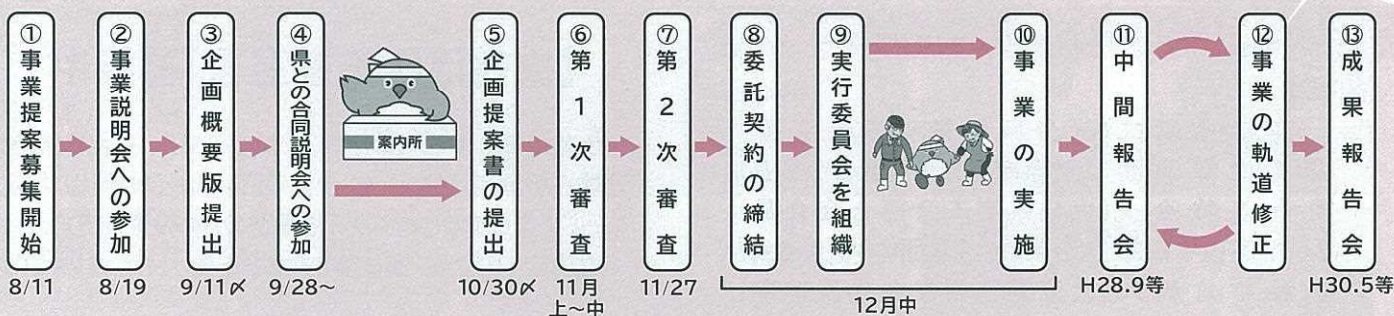 ①事業提案募集開始
8/11
②事業説明会への参加
8/19
③企画概要版提出
9/11〆
④県との合同説明会への参加
9/28~
案内所
⑤企画提案書の提出
10/30〆
⑥第1次審査
11月
上~中
⑦第2次審査
11/27
⑧委託契約の締結
⑨実行委員会を組織
⑩事業の実施
12月中
⑪中間報告会
H28.9等
⑫事業の軌道修正
⑬成果報告会
H30.5等